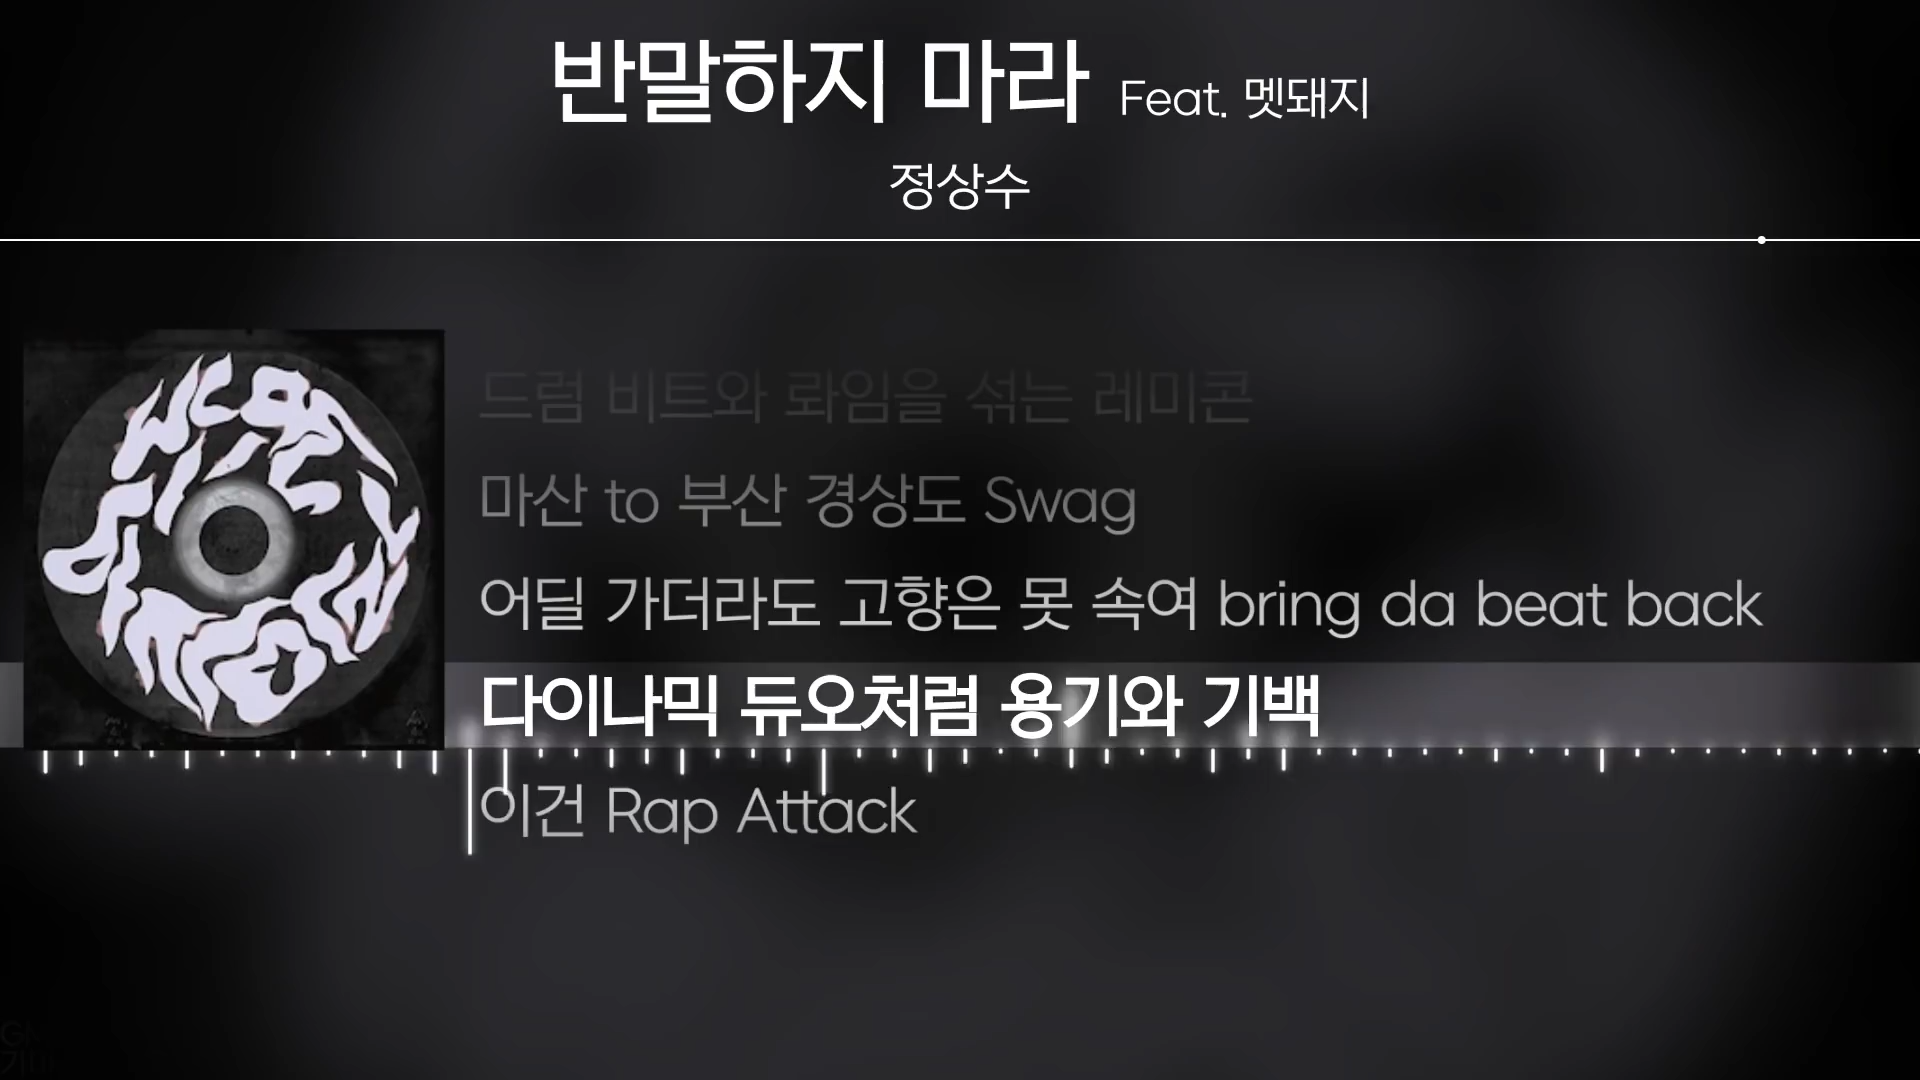 반말하지 마라 Feat. 멧돼지
정상수
드럼 비트와 롸임을 섞는 레미콘
마산 to 부산 경상도 Swag
어딜 가더라도 고향은 못 속여 bring da beat back
다이나믹 듀오처럼 용기와 기백
이건 Rap Attack